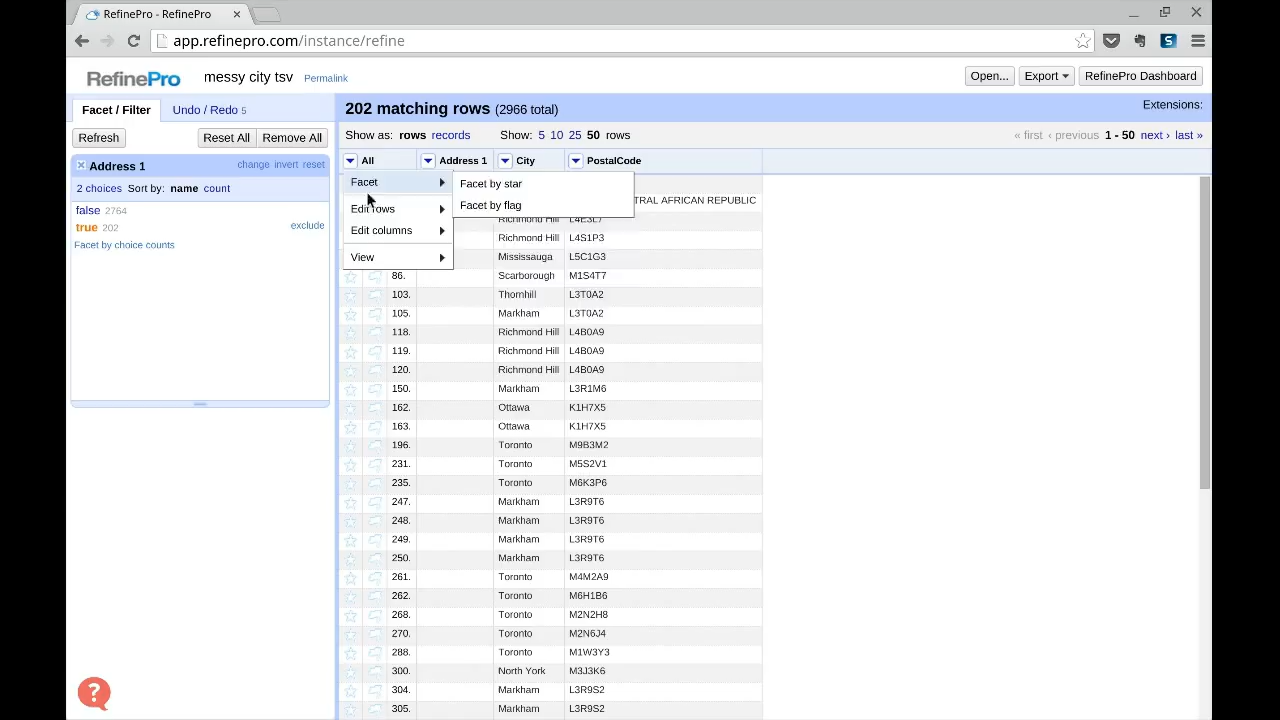 RefinePro - RefinePro
app.refinepro.com/instance/refine
RefinePro messy city tsv Permalink Open... Export RefinePro Dashboard
Facet / Filter Undo / Redo 5 202 matching rows (2966 total) Extensions:
Refresh Reset All Remove All Show as: rows records Show: 5 10 25 50 rows « first ‹ previous 1 - 50 next › last »
Address 1 change invert reset
2 choices Sort by: name count
false 2764
true 202 exclude
Facet by choice counts
All Address 1 City PostalCode
Facet Facet by star
TRAL AFRICAN REPUBLIC
Edit rows Facet by flag
Richmond Hill L4E3L7
Edit columns Richmond Hill L4S1P3
View Mississauga L5C1G3
86. Scarborough M1S4T7
103. Thornhill L3T0A2
105. Markham L3T0A2
118. Richmond Hill L4B0A9
119. Richmond Hill L4B0A9
120. Richmond Hill L4B0A9
150. Markham L3R1M9
162. Ottawa K1H7X5
163. Ottawa K1H7X5
196. Toronto M9B3M2
231. Toronto M5S2V1
235. Toronto M6K3P6
247. Markham L3R9T6
248. Markham L3R9T6
249. Markham L3R9T6
250. Markham L3R9T6
261. Toronto M4M2A9
262. Toronto M6H1B9
268. Toronto M2N2H8
270. Toronto M2N6J4
288. Toronto M1W3Y3
300. North York M3J3K6
304. Markham L3R9S2
305. Markham L3R9S2
?